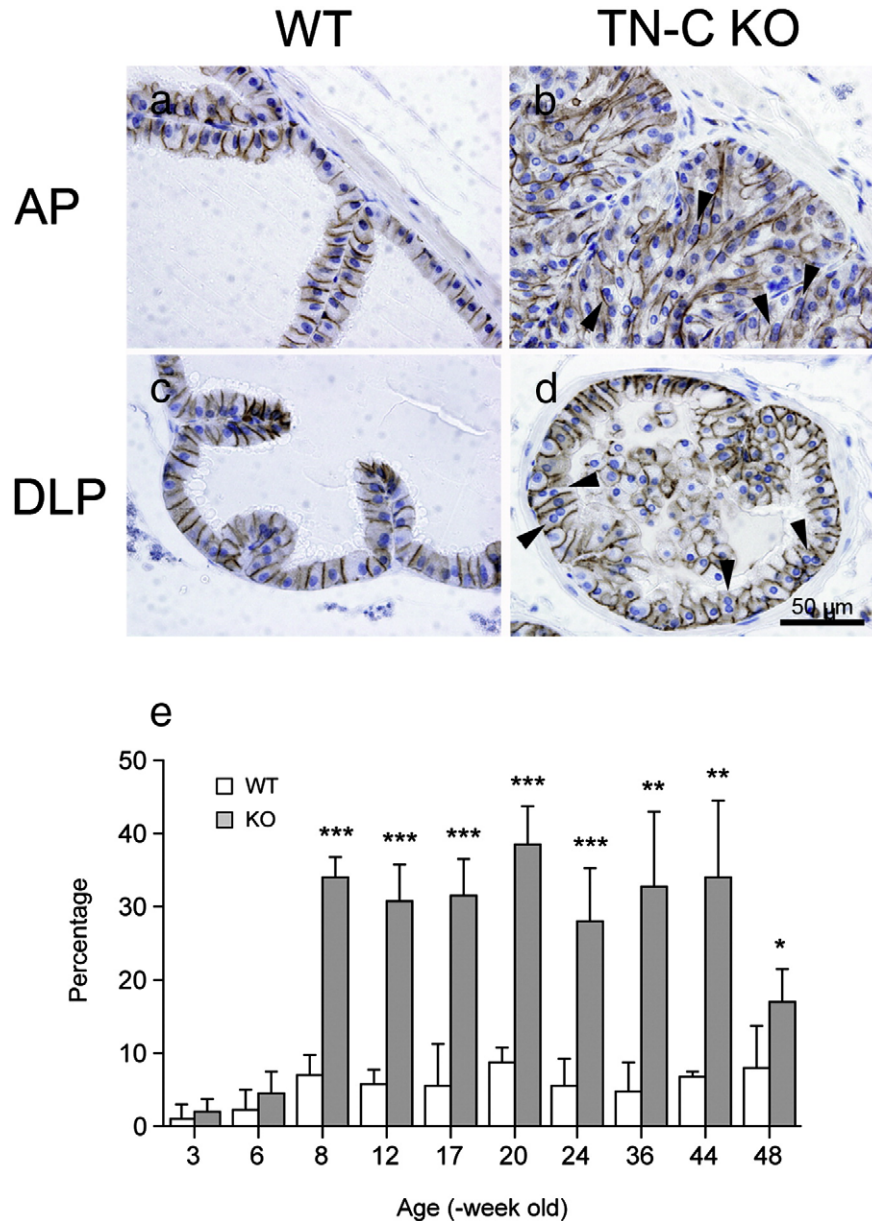 WT TN-C KO
AP
a b
DLP
c d
50 µm
e
50
40
30
20
10
0
Percentage
WT
KO
*** *** *** *** *** ** ** *
3 6 8 12 17 20 24 36 44 48
Age (-week old)